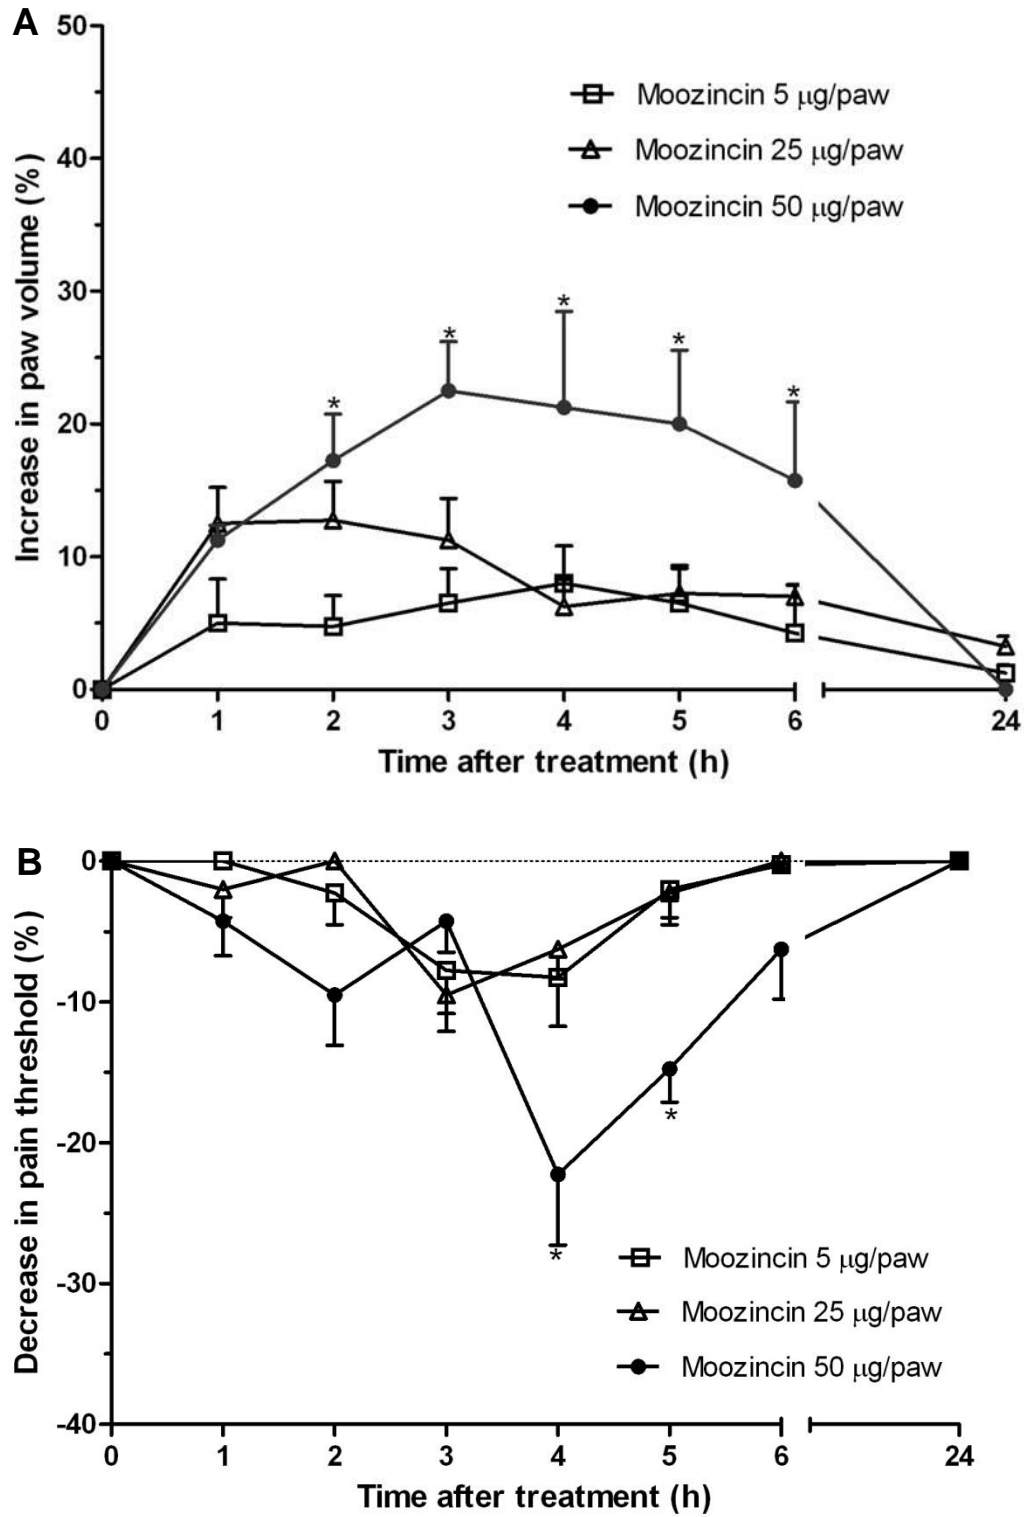 A
50
40
30
20
10
0
Increase in paw volume (%)
Moozincin 5 μg/paw
Moozincin 25 μg/paw
Moozincin 50 μg/paw
*
*
*
*
*
0 1 2 3 4 5 6 24
Time after treatment (h)
B
0
-10
-20
-30
-40
Decrease in pain threshold (%)
*
*
Moozincin 5 μg/paw
Moozincin 25 μg/paw
Moozincin 50 μg/paw
0 1 2 3 4 5 6 24
Time after treatment (h)